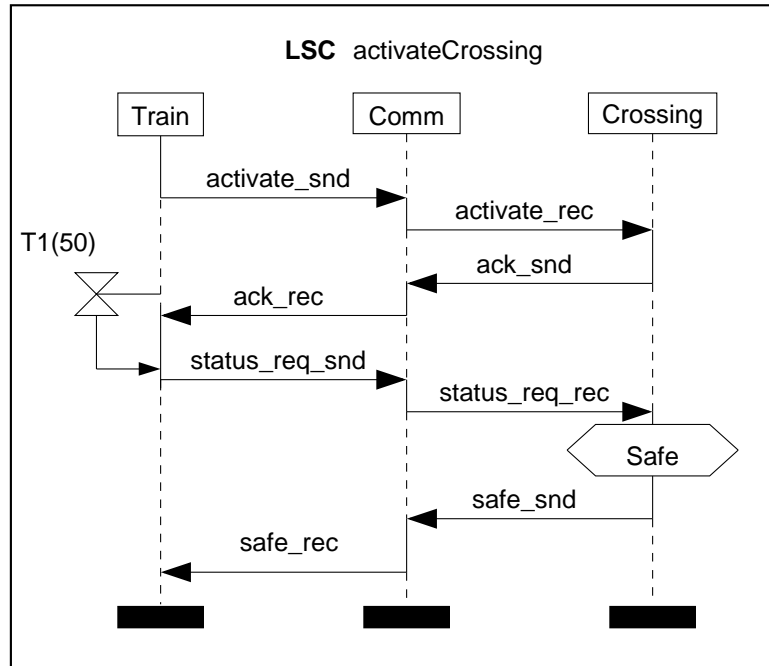 LSC activateCrossing
Train Comm Crossing
activate_snd
activate_rec
T1(50)
ack_snd
ack_rec
status_req_snd
status_req_rec
Safe
safe_snd
safe_rec